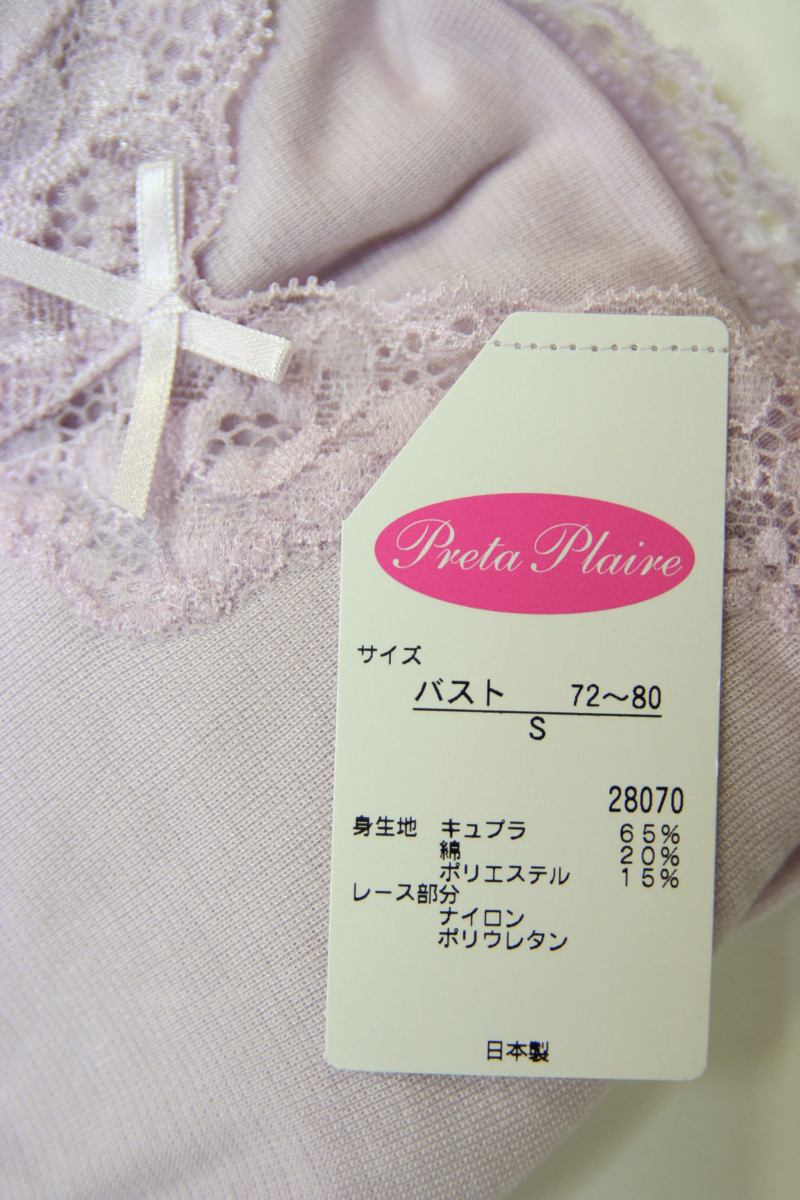 Preta Plaire
サイズ
バスト 72～80
S
28070
身生地 キュプラ 65%
綿 20%
ポリエステル 15%
レース部分
ナイロン
ポリウレタン
日本製